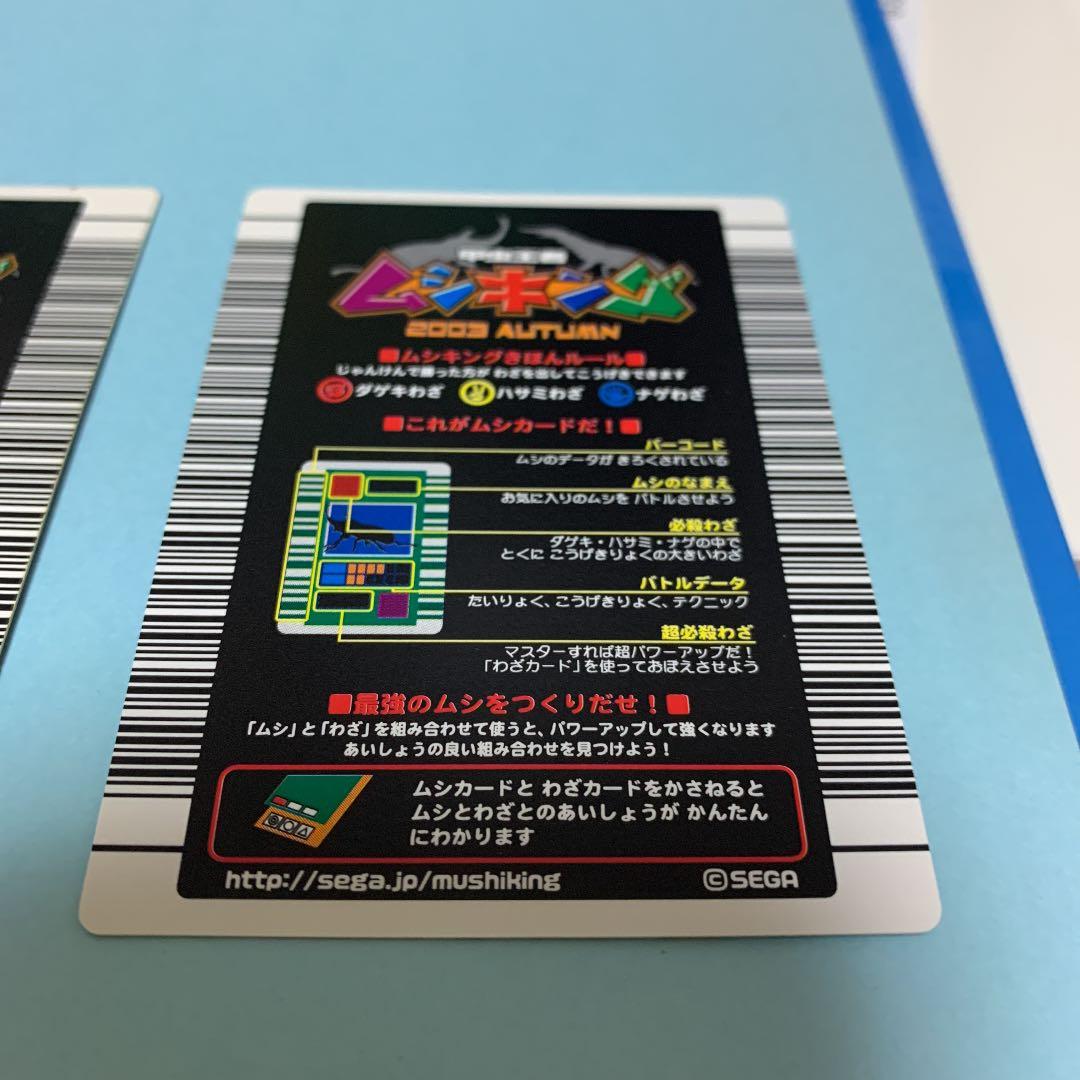 甲虫王者
ムシキング
2003 AUTUMN
■ムシキングきほんルール■
じゃんけんで勝った方が わざを出してこうげきできます
ダゲキわざ ハサミわざ ナゲわざ
■これがムシカードだ！■
バーコード
ムシのデータが きろくされている
ムシのなまえ
お気に入りのムシを バトルさせよう
必殺わざ
ダゲキ・ハサミ・ナゲの中で
とくに こうげきりょくの大きいわざ
バトルデータ
たいりょく、こうげきりょく、テクニック
超必殺わざ
マスターすれば超パワーアップだ！
「わざカード」を使っておぼえさせよう
■最強のムシをつくりだせ！■
「ムシ」と「わざ」を組み合わせて使うと、パワーアップして強くなります
あいしょうの良い組み合わせを見つけよう！
ムシカードと わざカードをかさねると
ムシとわざとのあいしょうが かんたん
にわかります
http://sega.jp/mushiking
©SEGA